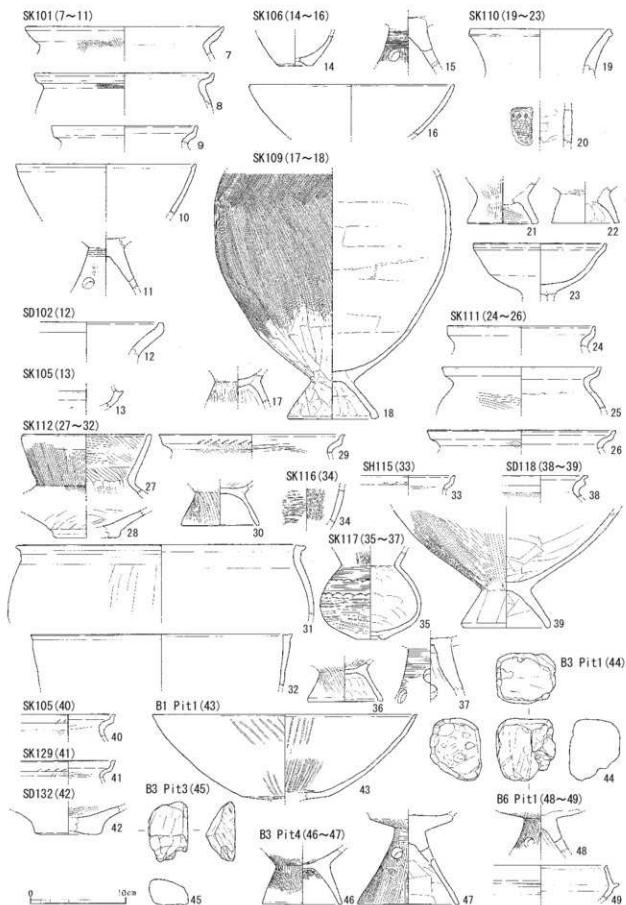 SK101(7~11)
7
8
9
10
11
SD102(12)
12
SK105(13)
13
SK106(14~16)
14
15
16
SK109(17~18)
17
18
SK110(19~23)
19
20
21
22
23
SK111(24~26)
24
25
26
SK112(27~32)
27
28
29
30
31
32
SH115(33)
33
SK116(34)
34
SK117(35~37)
35
36
37
SD118(38~39)
38
39
SK105(40)
40
SK129(41)
41
SD132(42)
42
B1 Pit1(43)
43
B3 Pit1(44)
44
B3 Pit3(45)
45
B3 Pit4(46~47)
46
47
B6 Pit1(48~49)
48
49
0 10cm